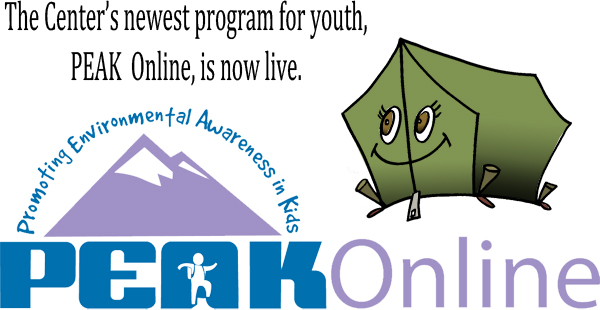 The Center's newest program for youth,
PEAK Online, is now live.
Promoting Environmental Awareness in Kids
PEAK Online